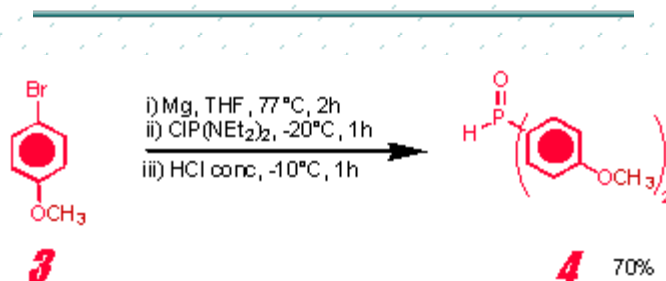 Br
OCH₃
3
i) Mg, THF, 77°C, 2h
ii) ClP(NEt₂)₂, -20°C, 1h
iii) HCl conc, -10°C, 1h
O
H P
OCH₃ 2
4 70%